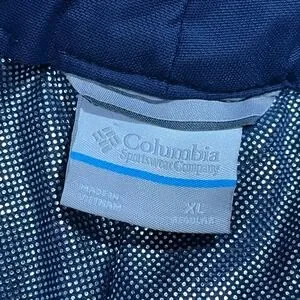 Columbia
Sportswear Company
MADE IN
VIETNAM
XL
REGULAR